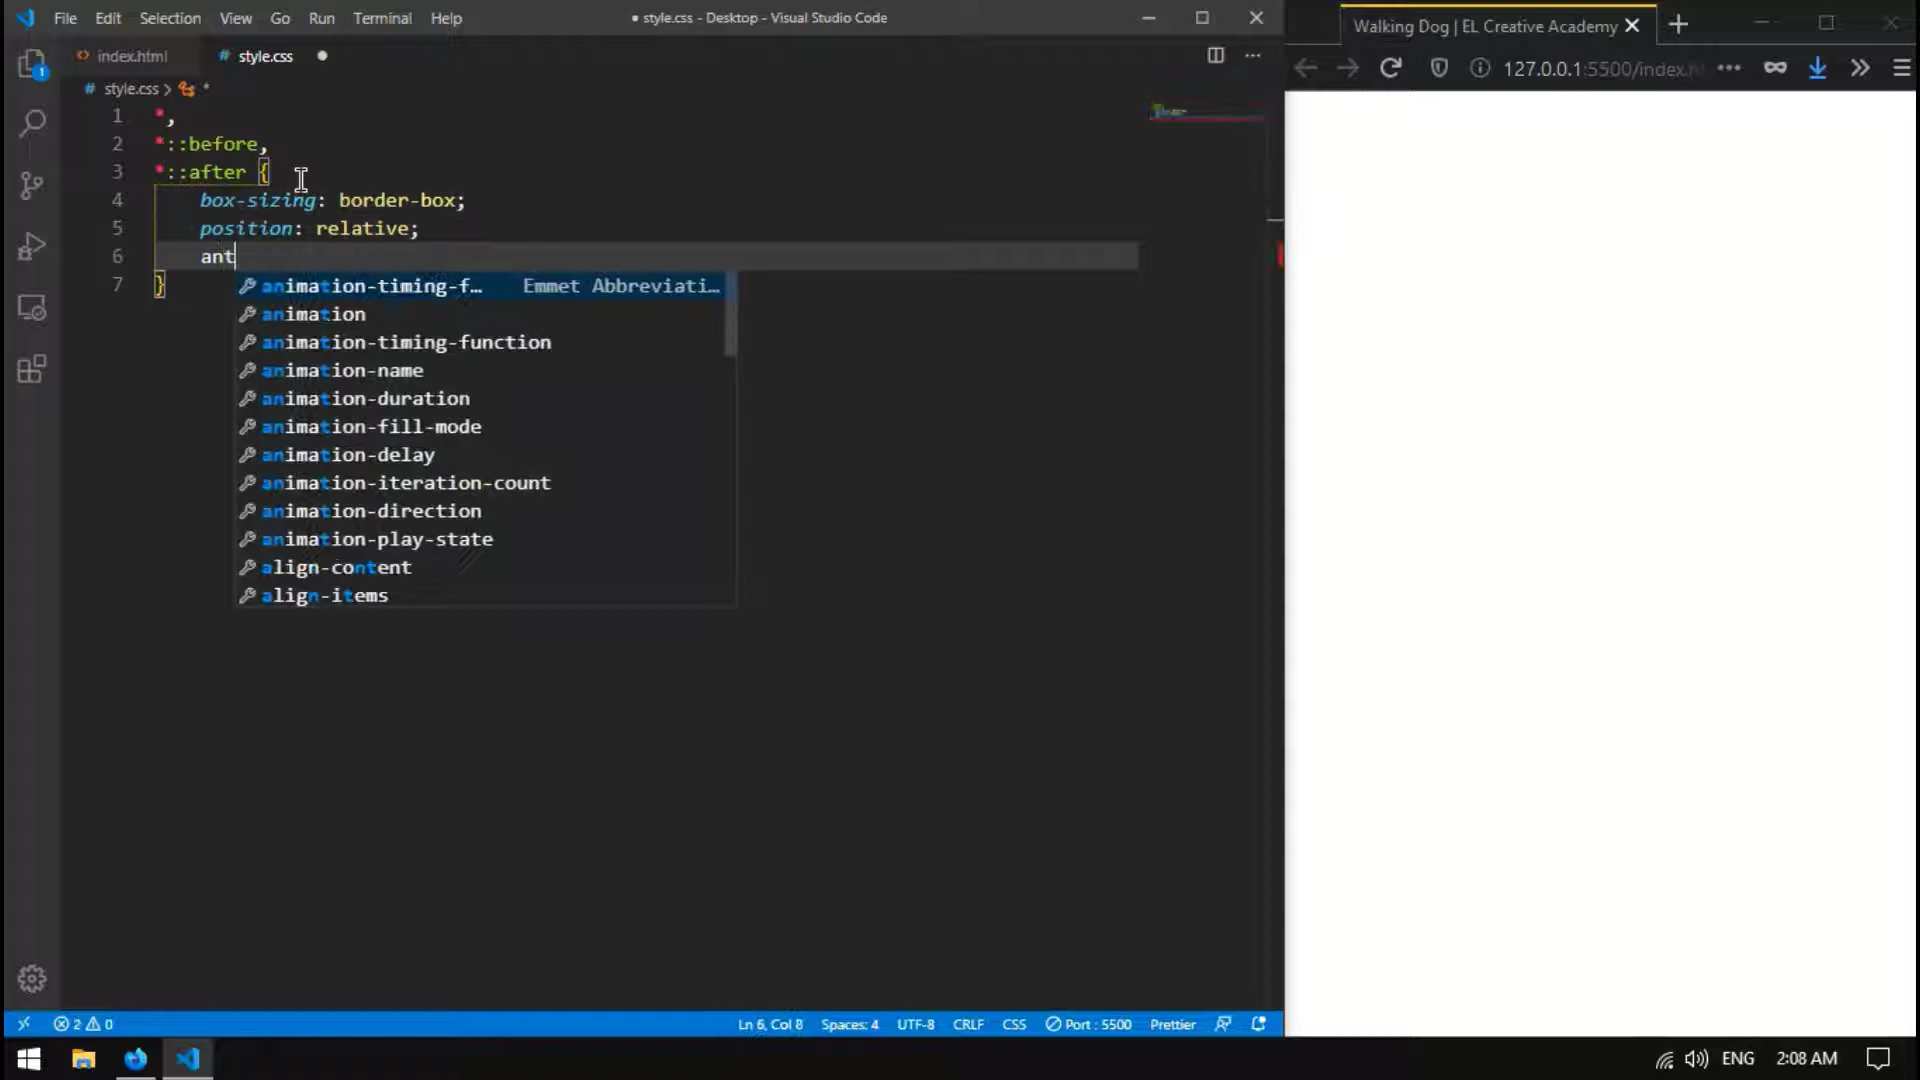 File Edit Selection View Go Run Terminal Help
● style.css - Desktop - Visual Studio Code
Walking Dog | EL Creative Academy
index.html
# style.css
127.0.0.1:5500/index.h
1
# style.css > *
1 *,
2 *::before,
3 *::after {
4 box-sizing: border-box;
5 position: relative;
6 ant
7 }
animation-timing-f… Emmet Abbreviati…
animation
animation-timing-function
animation-name
animation-duration
animation-fill-mode
animation-delay
animation-iteration-count
animation-direction
animation-play-state
align-content
align-items
2 0
Ln 6, Col 8 Spaces: 4 UTF-8 CRLF CSS Port : 5500 Prettier
ENG 2:08 AM